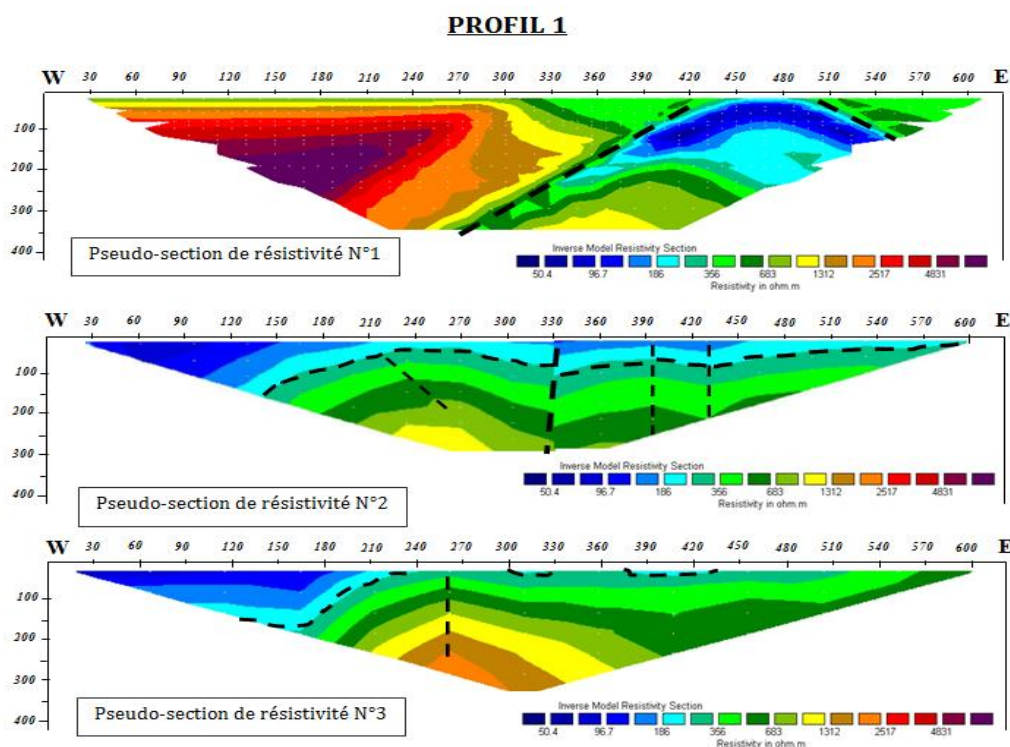 PROFIL 1
W 30 60 90 120 150 180 210 240 270 300 330 360 390 420 450 480 510 540 570 600 E
100
200
300
400
Pseudo-section de résistivité N°1
Inverse Model Resistivity Section
50.4 96.7 186 356 683 1312 2517 4831
Resistivity in ohm.m
W 30 60 90 120 150 180 210 240 270 300 330 360 390 420 450 480 510 540 570 600 E
100
200
300
400
Pseudo-section de résistivité N°2
Inverse Model Resistivity Section
50.4 96.7 186 356 683 1312 2517 4831
Resistivity in ohm.m
W 30 60 90 120 150 180 210 240 260 300 330 360 390 420 450 480 510 540 570 600 E
100
200
300
400
Pseudo-section de résistivité N°3
Inverse Model Resistivity Section
50.4 96.7 186 356 683 1312 2517 4831
Resistivity in ohm.m